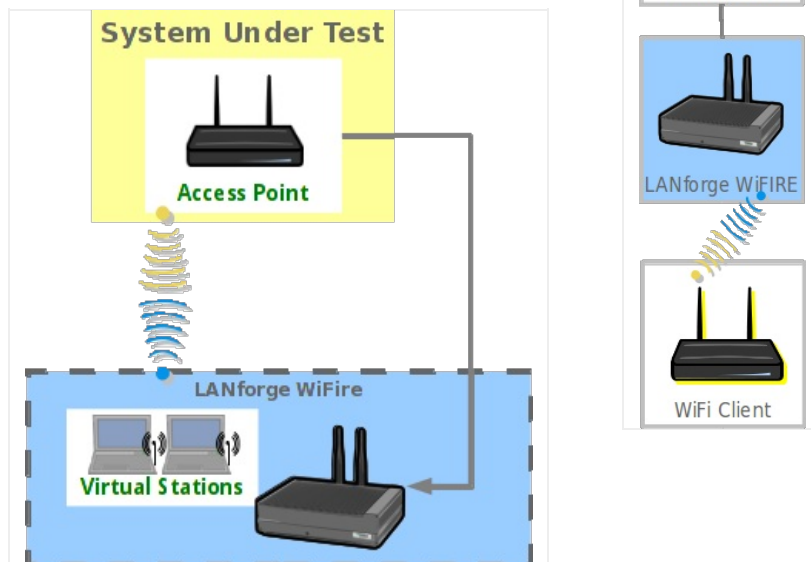 System Under Test
Access Point
LANforge WiFire
Virtual Stations
LANforge WiFIRE
WiFi Client